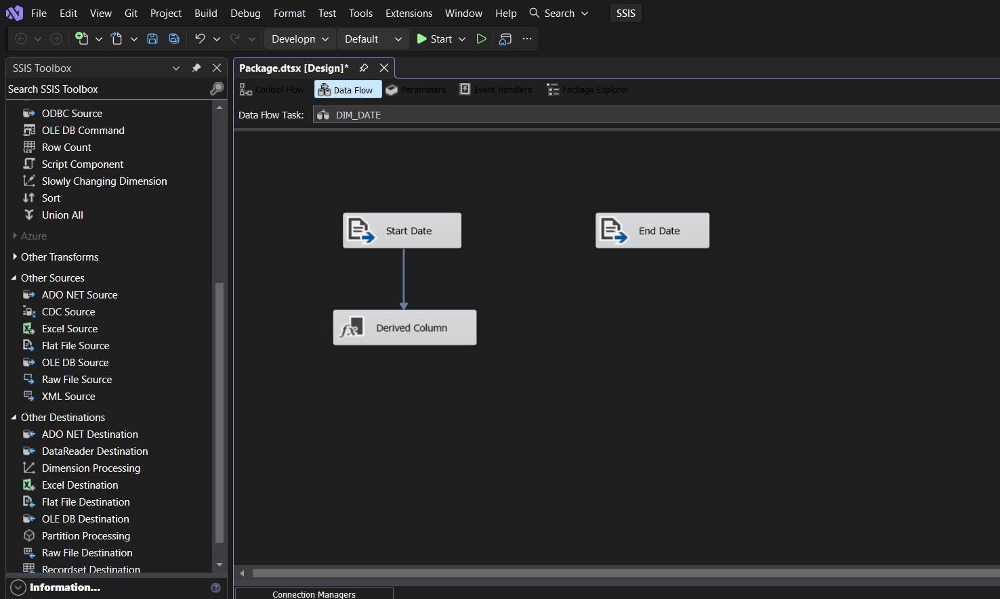 File Edit View Git Project Build Debug Format Test Tools Extensions Window Help Search SSIS
Developm Default Start
SSIS Toolbox
Search SSIS Toolbox
ODBC Source
OLE DB Command
Row Count
Script Component
Slowly Changing Dimension
Sort
Union All
Azure
Other Transforms
Other Sources
ADO NET Source
CDC Source
Excel Source
Flat File Source
OLE DB Source
Raw File Source
XML Source
Other Destinations
ADO NET Destination
DataReader Destination
Dimension Processing
Excel Destination
Flat File Destination
OLE DB Destination
Partition Processing
Raw File Destination
Recordset Destination
Information...
Package.dtsx [Design]*
Control Flow Data Flow Parameters Event Handlers Package Explorer
Data Flow Task: DIM_DATE
Start Date End Date
Derived Column
Connection Managers